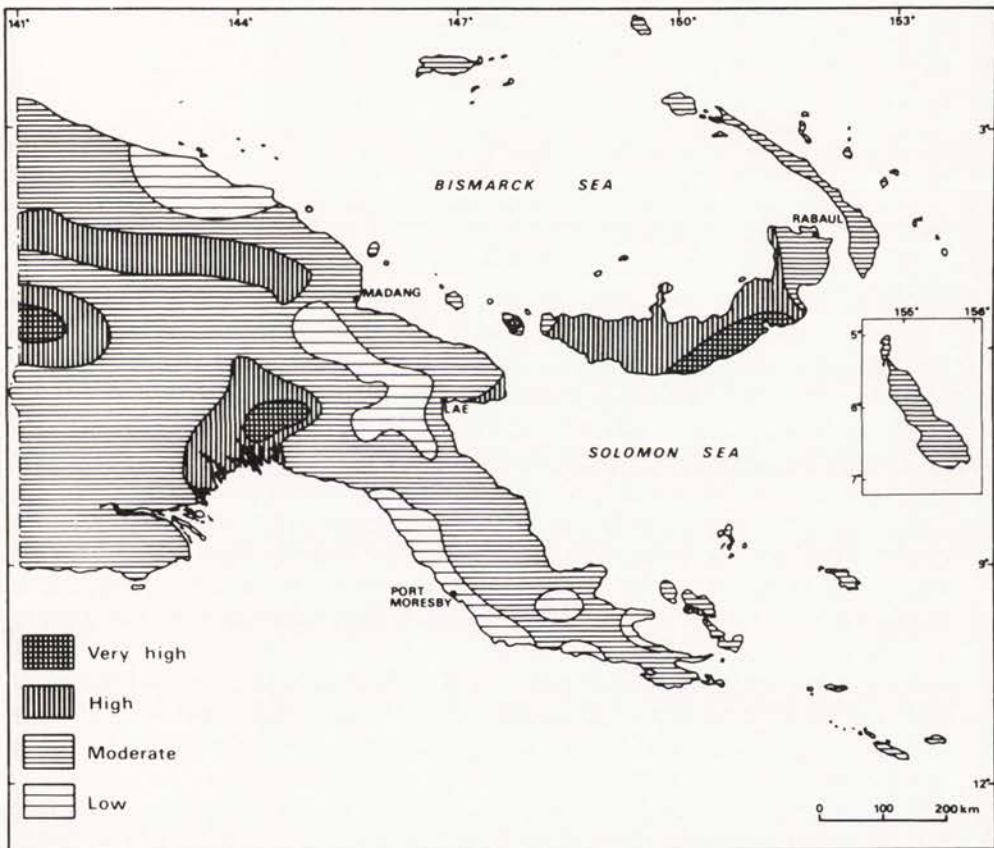 141°
144°
147°
150°
153°
3°
BISMARCK SEA
RABAUL
MADANG
155°
156°
5°
6°
7°
LAE
SOLOMON SEA
9°
PORT
MORESBY
Very high
High
Moderate
Low
12°
0 100 200 km